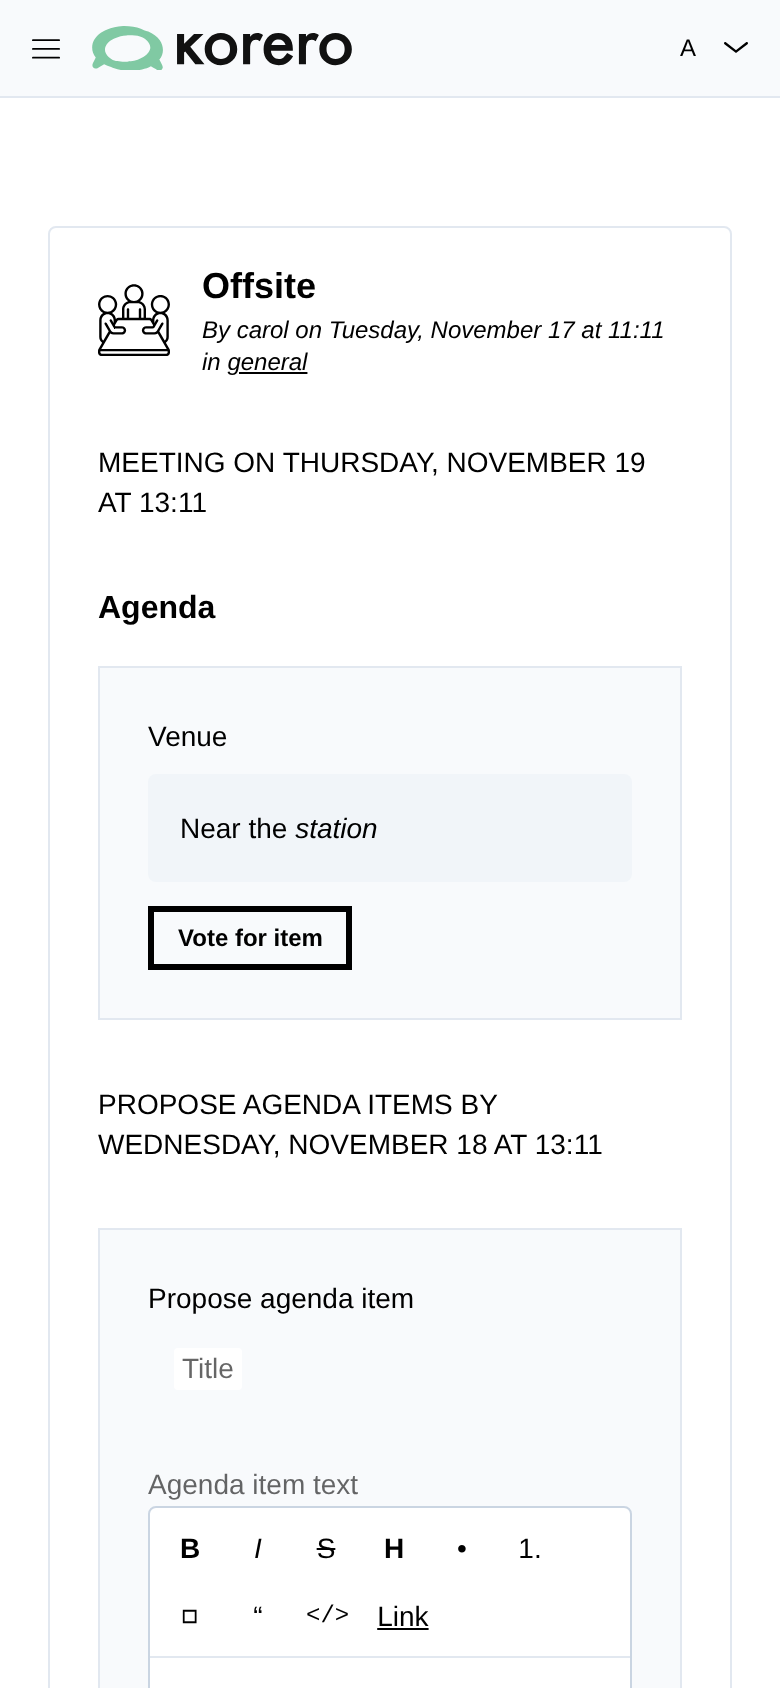 Korero
A
Offsite
By carol on Tuesday, November 17 at 11:11
in general
MEETING ON THURSDAY, NOVEMBER 19
AT 13:11
Agenda
Venue
Near the station
Vote for item
PROPOSE AGENDA ITEMS BY
WEDNESDAY, NOVEMBER 18 AT 13:11
Propose agenda item
Title
Agenda item text
B I S H • 1.
“ </> Link